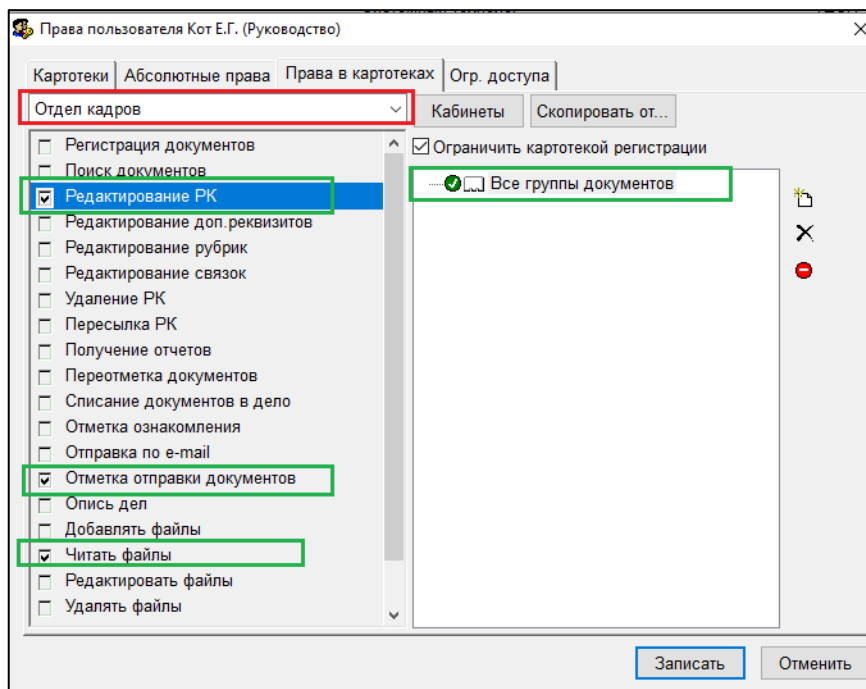 Права пользователя Кот Е.Г. (Руководство)
Картотеки Абсолютные права Права в картотеках Огр. доступа
Отдел кадров Кабинеты Скопировать от...
Ограничить картотекой регистрации
Регистрация документов
Поиск документов
Редактирование РК
Редактирование доп.реквизитов
Редактирование рубрик
Редактирование связок
Удаление РК
Пересылка РК
Получение отчетов
Переотметка документов
Списание документов в дело
Отметка ознакомления
Отправка по e-mail
Отметка отправки документов
Опись дел
Добавлять файлы
Читать файлы
Редактировать файлы
Удалять файлы
Все группы документов
Записать Отменить